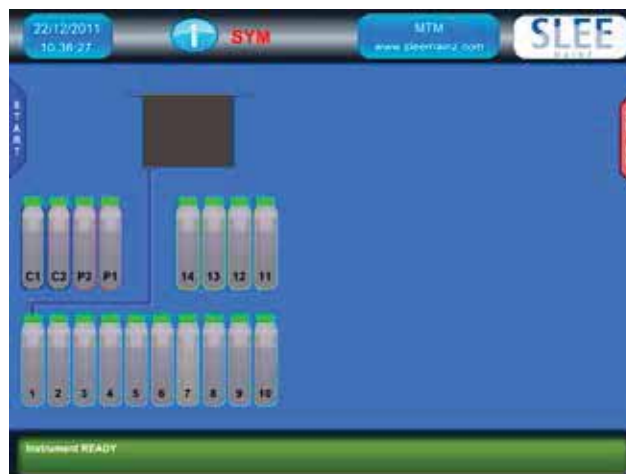 22/12/2011
10:38:27
SYM
MTM
www.sleemainz.com
SLEE
MAINZ
START
C1 C2 P2 P1
14 13 12 11
1 2 3 4 5 6 7 8 9 10
Instrument READY